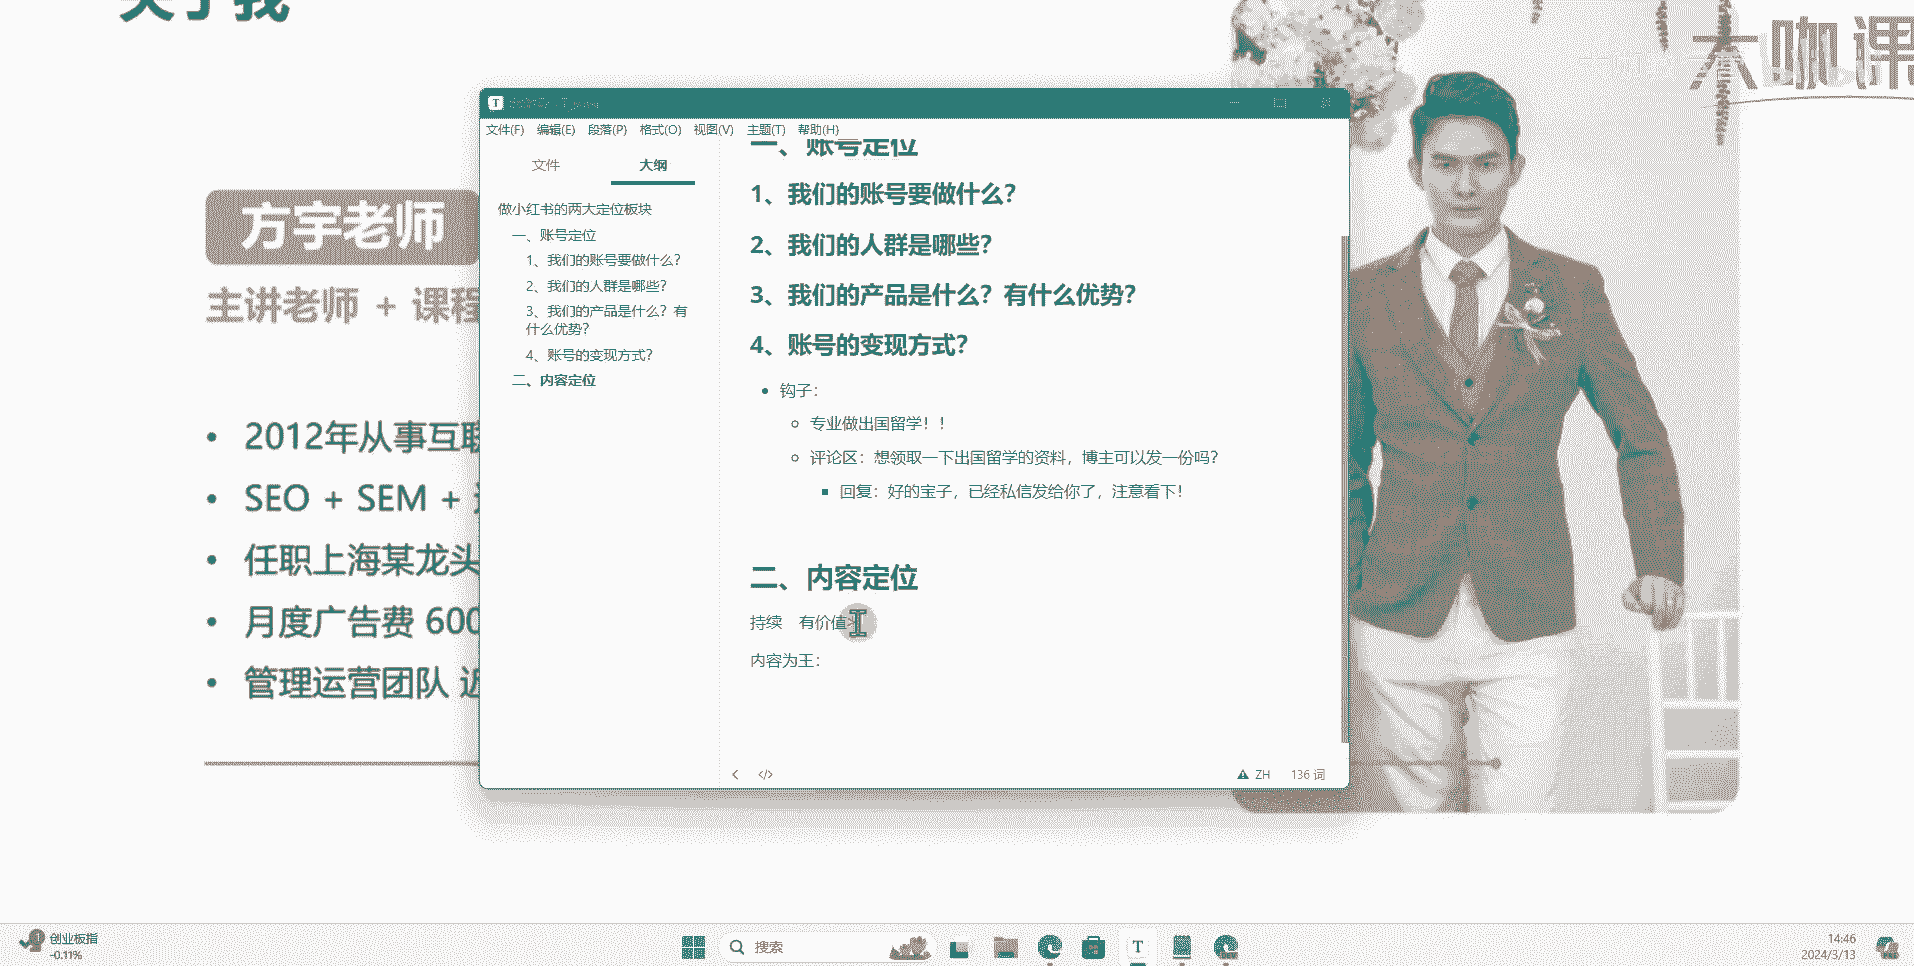 关于我
大咖课
方宇老师
主讲老师 + 课程
2012年从事互联
SEO + SEM +
任职上海某龙头
月度广告费 600
管理运营团队 近
文件(F) 编辑(E) 段落(P) 格式(O) 视图(V) 主题(T) 帮助(H)
文件 大纲
做小红书的两大定位板块
一、账号定位
1、我们的账号要做什么？
2、我们的人群是哪些？
3、我们的产品是什么？有
什么优势？
4、账号的变现方式？
二、内容定位
一、账号定位
1、我们的账号要做什么？
2、我们的人群是哪些？
3、我们的产品是什么？有什么优势？
4、账号的变现方式？
钩子：
专业做出国留学！！
评论区：想领取一下出国留学的资料，博主可以发一份吗？
回复：好的宝子，已经私信发给你了，注意看下！
二、内容定位
持续 有价值
内容为王：
</> ZH 136 词
创业板指
-0.11%
搜索
14:46
2024/3/13